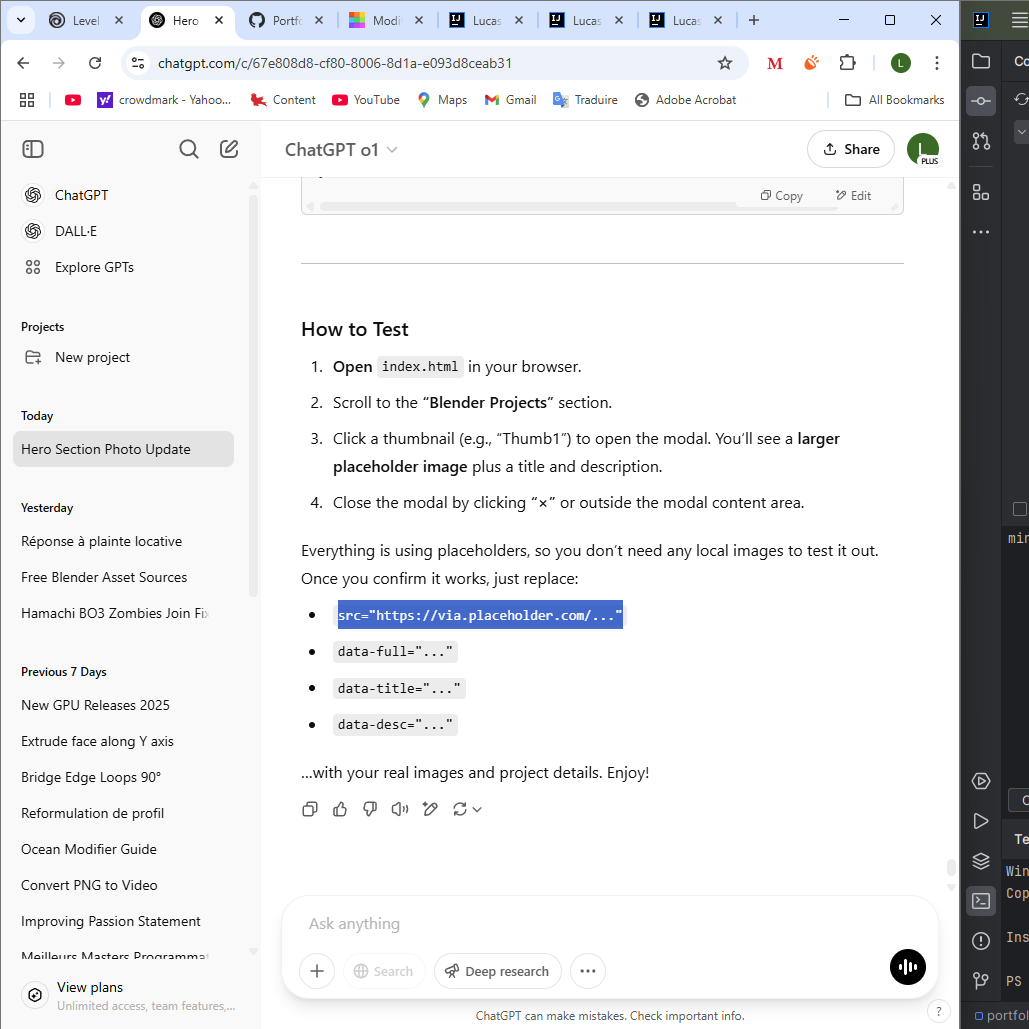 Level
Hero
Portfo
Modi
Lucas
Lucas
Lucas
chatgpt.com/c/67e808d8-cf80-8006-8d1a-e093d8ceab31
M
L
crowdmark - Yahoo...
Content
YouTube
Maps
Gmail
Traduire
Adobe Acrobat
All Bookmarks
ChatGPT
DALL·E
Explore GPTs
Projects
New project
Today
Hero Section Photo Update
Yesterday
Réponse à plainte locative
Free Blender Asset Sources
Hamachi BO3 Zombies Join Fix
Previous 7 Days
New GPU Releases 2025
Extrude face along Y axis
Bridge Edge Loops 90°
Reformulation de profil
Ocean Modifier Guide
Convert PNG to Video
Improving Passion Statement
Meilleurs Masters Programmat
View plans
Unlimited access, team features,...
ChatGPT o1
Share
L
PLUS
Copy
Edit
How to Test
1. Open index.html in your browser.
2. Scroll to the “Blender Projects” section.
3. Click a thumbnail (e.g., “Thumb1”) to open the modal. You’ll see a larger
placeholder image plus a title and description.
4. Close the modal by clicking “×” or outside the modal content area.
Everything is using placeholders, so you don’t need any local images to test it out.
Once you confirm it works, just replace:
• src="https://via.placeholder.com/..."
• data-full="..."
• data-title="..."
• data-desc="..."
...with your real images and project details. Enjoy!
Ask anything
Search
Deep research
ChatGPT can make mistakes. Check important info.
?
IJ
Co
min
C
Te
Win
Cop
Ins
PS
portfol